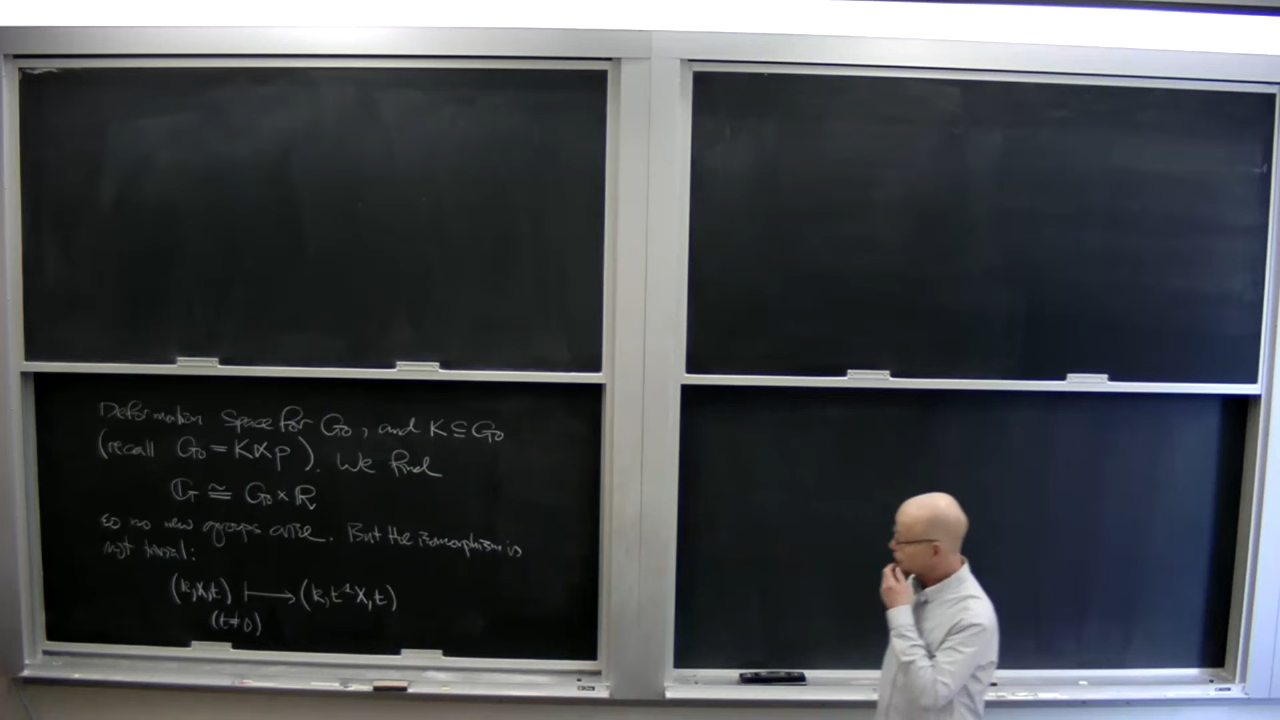 Deformation Space for G₀, and K ⊆ G₀
(recall G₀ = K ⋉ p). We find
𝔾 ≅ G₀ × ℝ
so no new groups arise. But the isomorphism is
not trivial:
(k, X, t) ⟼ (k, t⁻¹X, t)
(t≠0)